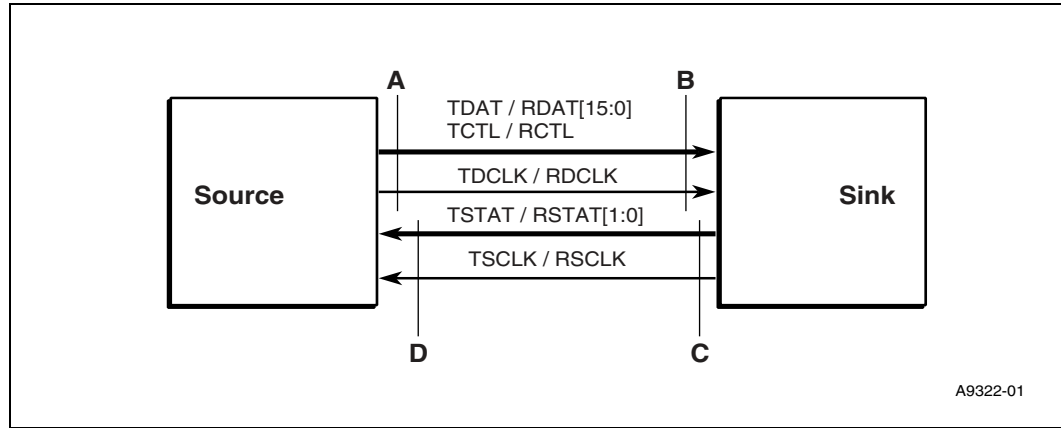 A
B
TDAT / RDAT[15:0]
TCTL / RCTL
TDCLK / RDCLK
Source
Sink
TSTAT / RSTAT[1:0]
TSCLK / RSCLK
D
C
A9322-01